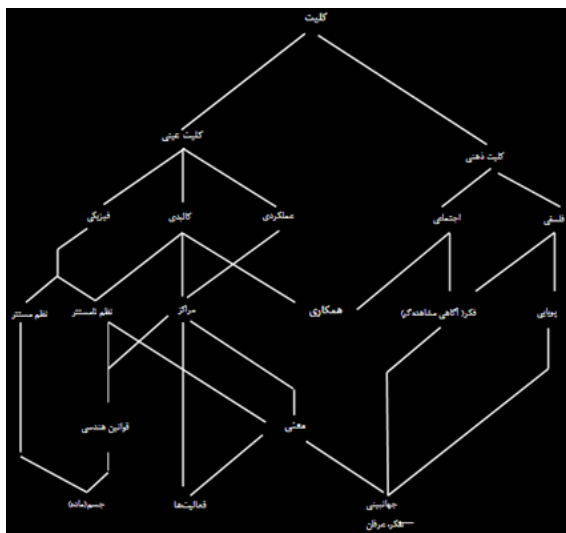 کلیت
کلیت عینی
کلیت ذهنی
فیزیکی
کالبدی
عملکردی
اجتماعی
فلسفی
نظم مستتر
نظم نامستتر
مراکز
همکاری
فکر( آگاهی مشاهده‌گر)
پویایی
قوانین هندسی
معنی
جسم(ماده)
فعالیت‌ها
جهانبینی
تفکر، عرفان